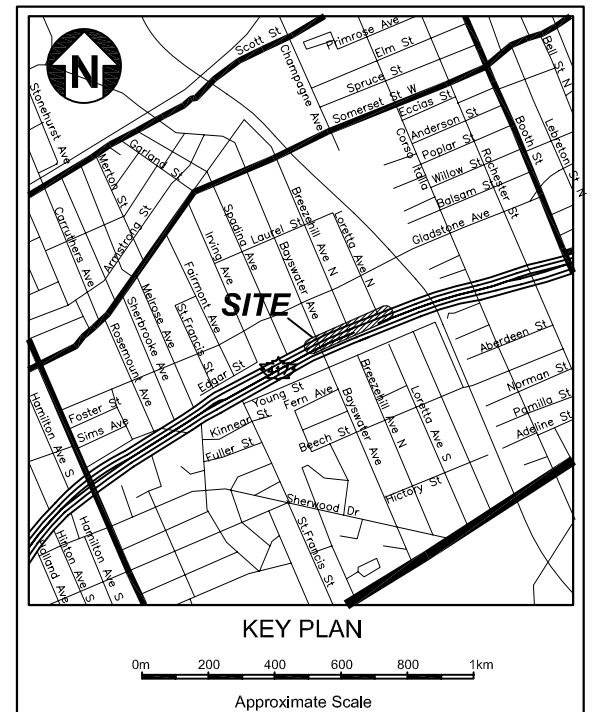 N
Scott St
Primrose Ave
Champagne Ave
Elm St
Spruce St
Somerset St W
Bell St N
Lebreton St N
Booth St
Stonehurst Ave
Garland St
Merton St
Armstrong St
Carruthers Ave
Eccias St
Anderson St
Poplar St
Willow St
Balsam St
Corso Italia
Rochester St
Gladstone Ave
Breezehill Ave N
Loretta Ave N
Laurel St
Spading Ave
Irving Ave
Bayswater Ave
Fairmont Ave
St.Francis St
Melrose Ave
Sherbrooke Ave
Rosemount Ave
SITE
Edgar St
Foster St
Sims Ave
Hamilton Ave S
Young St
Fern Ave
Kinnear St
Fuller St
Beech St
Bayswater Ave
Breezehill Ave N
Loretta Ave S
Aberdeen St
Norman St
Pamilla St
Adeline St
Hictory St
Sherwood Dr
St.Francis St
Hamilton Ave S
Hinton Ave S
Holland Ave
KEY PLAN
0m 200 400 600 800 1km
Approximate Scale